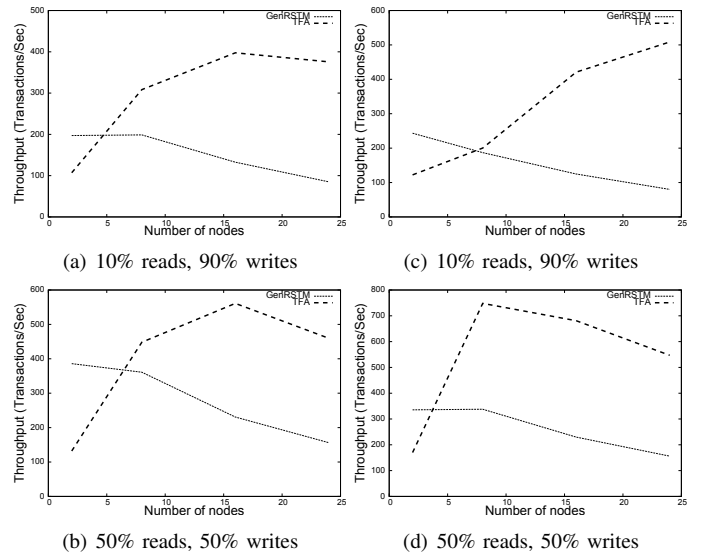 GenRSTM
TFA
Throughput (Transactions/Sec)
500
400
300
200
100
0
0 5 10 15 20 25
Number of nodes
(a) 10% reads, 90% writes
GenRSTM
TFA
Throughput (Transactions/Sec)
600
500
400
300
200
100
0
0 5 10 15 20 25
Number of nodes
(c) 10% reads, 90% writes
GenRSTM
TFA
Throughput (Transactions/Sec)
600
500
400
300
200
100
0
0 5 10 15 20 25
Number of nodes
(b) 50% reads, 50% writes
GenRSTM
TFA
Throughput (Transactions/Sec)
800
700
600
500
400
300
200
100
0
0 5 10 15 20 25
Number of nodes
(d) 50% reads, 50% writes